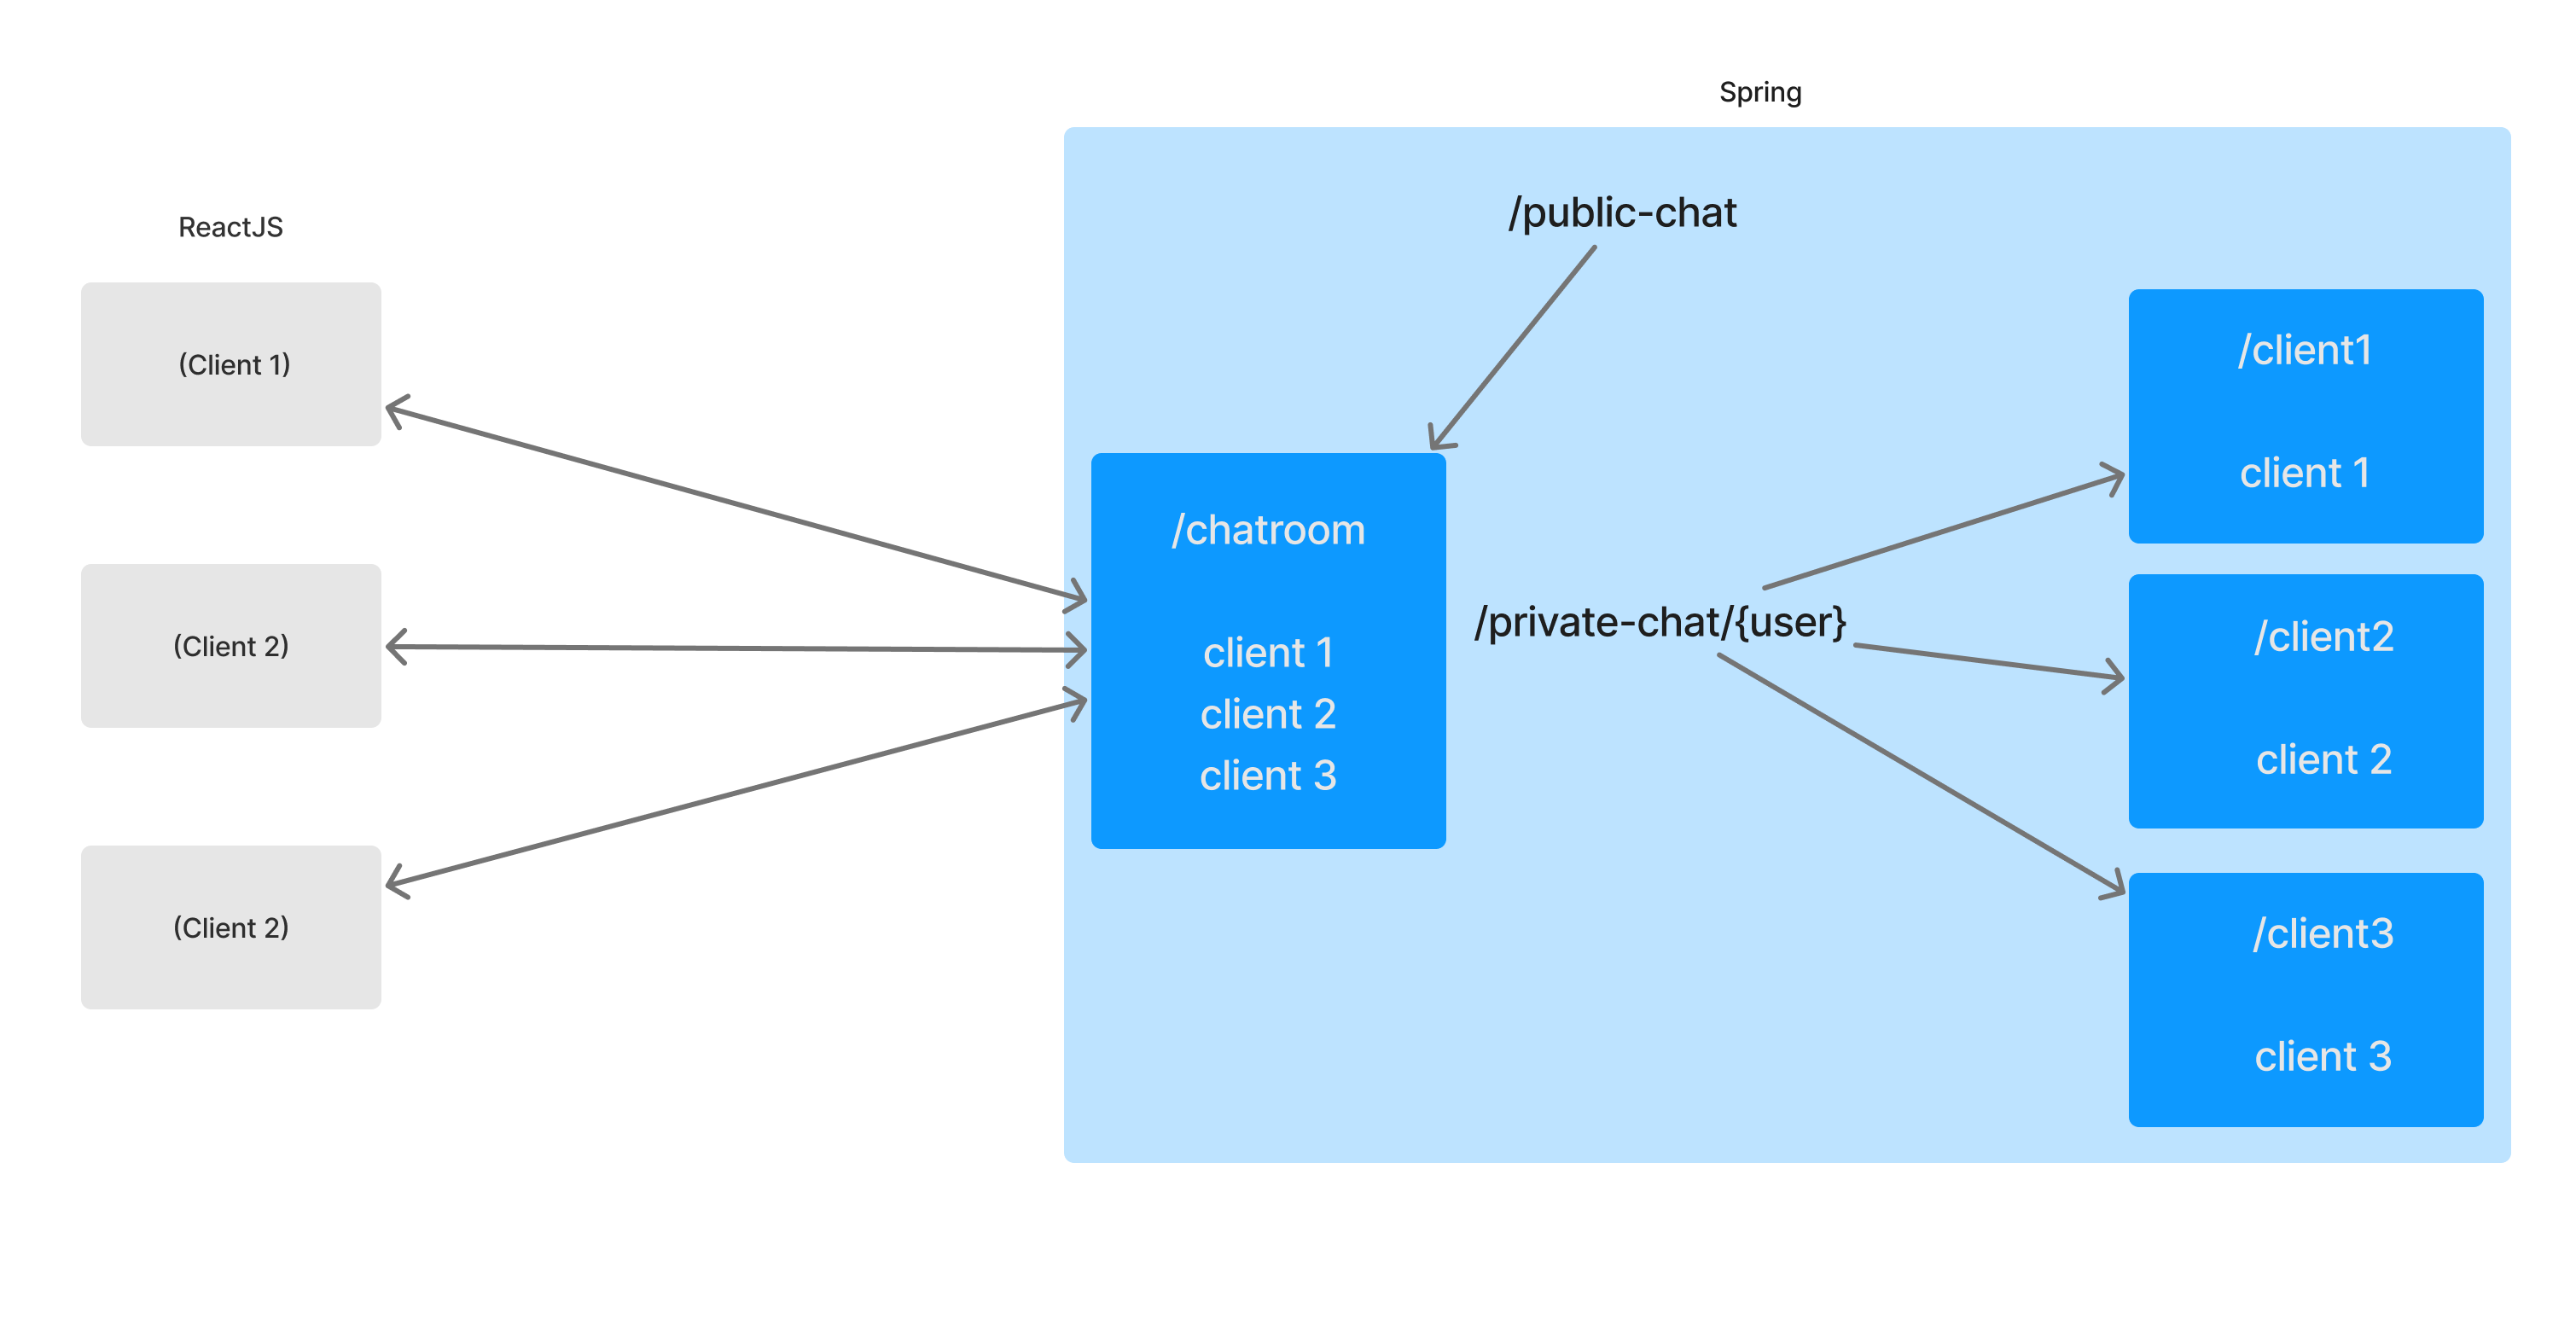 Spring
ReactJS
/public-chat
(Client 1)
(Client 2)
(Client 2)
/chatroom
client 1
client 2
client 3
/private-chat/{user}
/client1
client 1
/client2
client 2
/client3
client 3